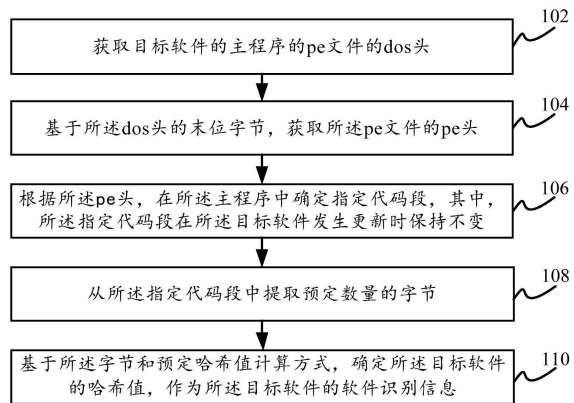 获取目标软件的主程序的pe文件的dos头
102
基于所述dos头的末位字节，获取所述pe文件的pe头
104
根据所述pe头，在所述主程序中确定指定代码段，其中，
所述指定代码段在所述目标软件发生更新时保持不变
106
从所述指定代码段中提取预定数量的字节
108
基于所述字节和预定哈希值计算方式，确定所述目标软件
的哈希值，作为所述目标软件的软件识别信息
110